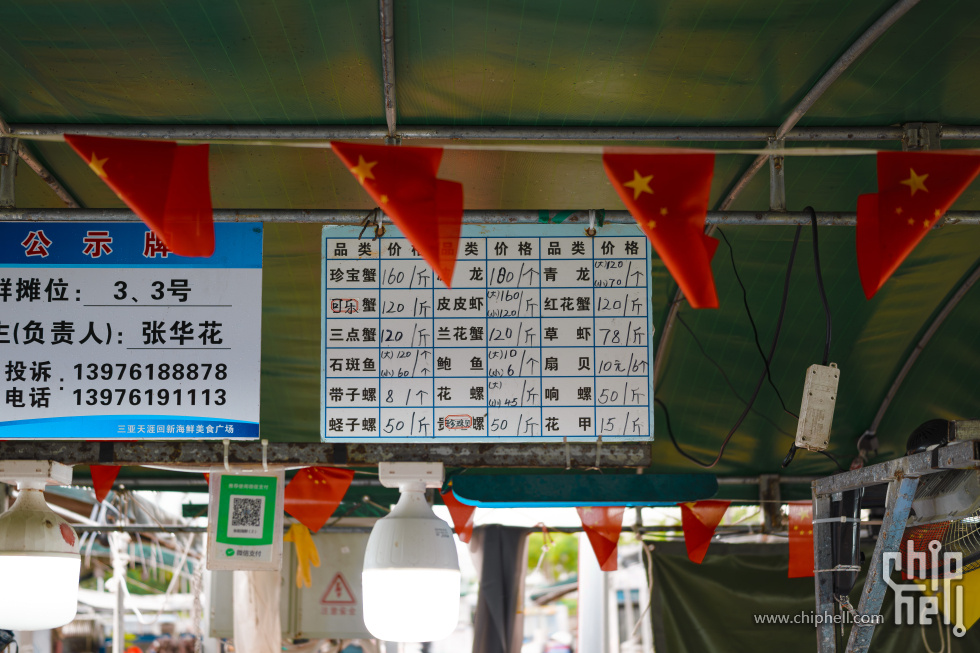 公示牌
摊位: 3、3号
(负责人): 张华花
投诉 电话: 13976188878
13976191113
三亚天涯回新海鲜美食广场
品类 价格 品类 价格 品类 价格
珍宝蟹 160/斤 龙 180/个 青龙 (大)120 (小)70 /个
可乐蟹 120/斤 皮皮虾 (大)160 (小)120 /斤 红花蟹 120/斤
三点蟹 120/斤 兰花蟹 120/斤 草虾 78/斤
石斑鱼 (大)120 (小)60 /个 鲍鱼 (大)10 (小)6 /个 扇贝 10元6个
带子螺 8/个 花螺 (大) (小)45 /斤 响螺 50/斤
蛏子螺 50/斤 螺 50/斤 花甲 15/斤
www.chiphell.com
chip
hell